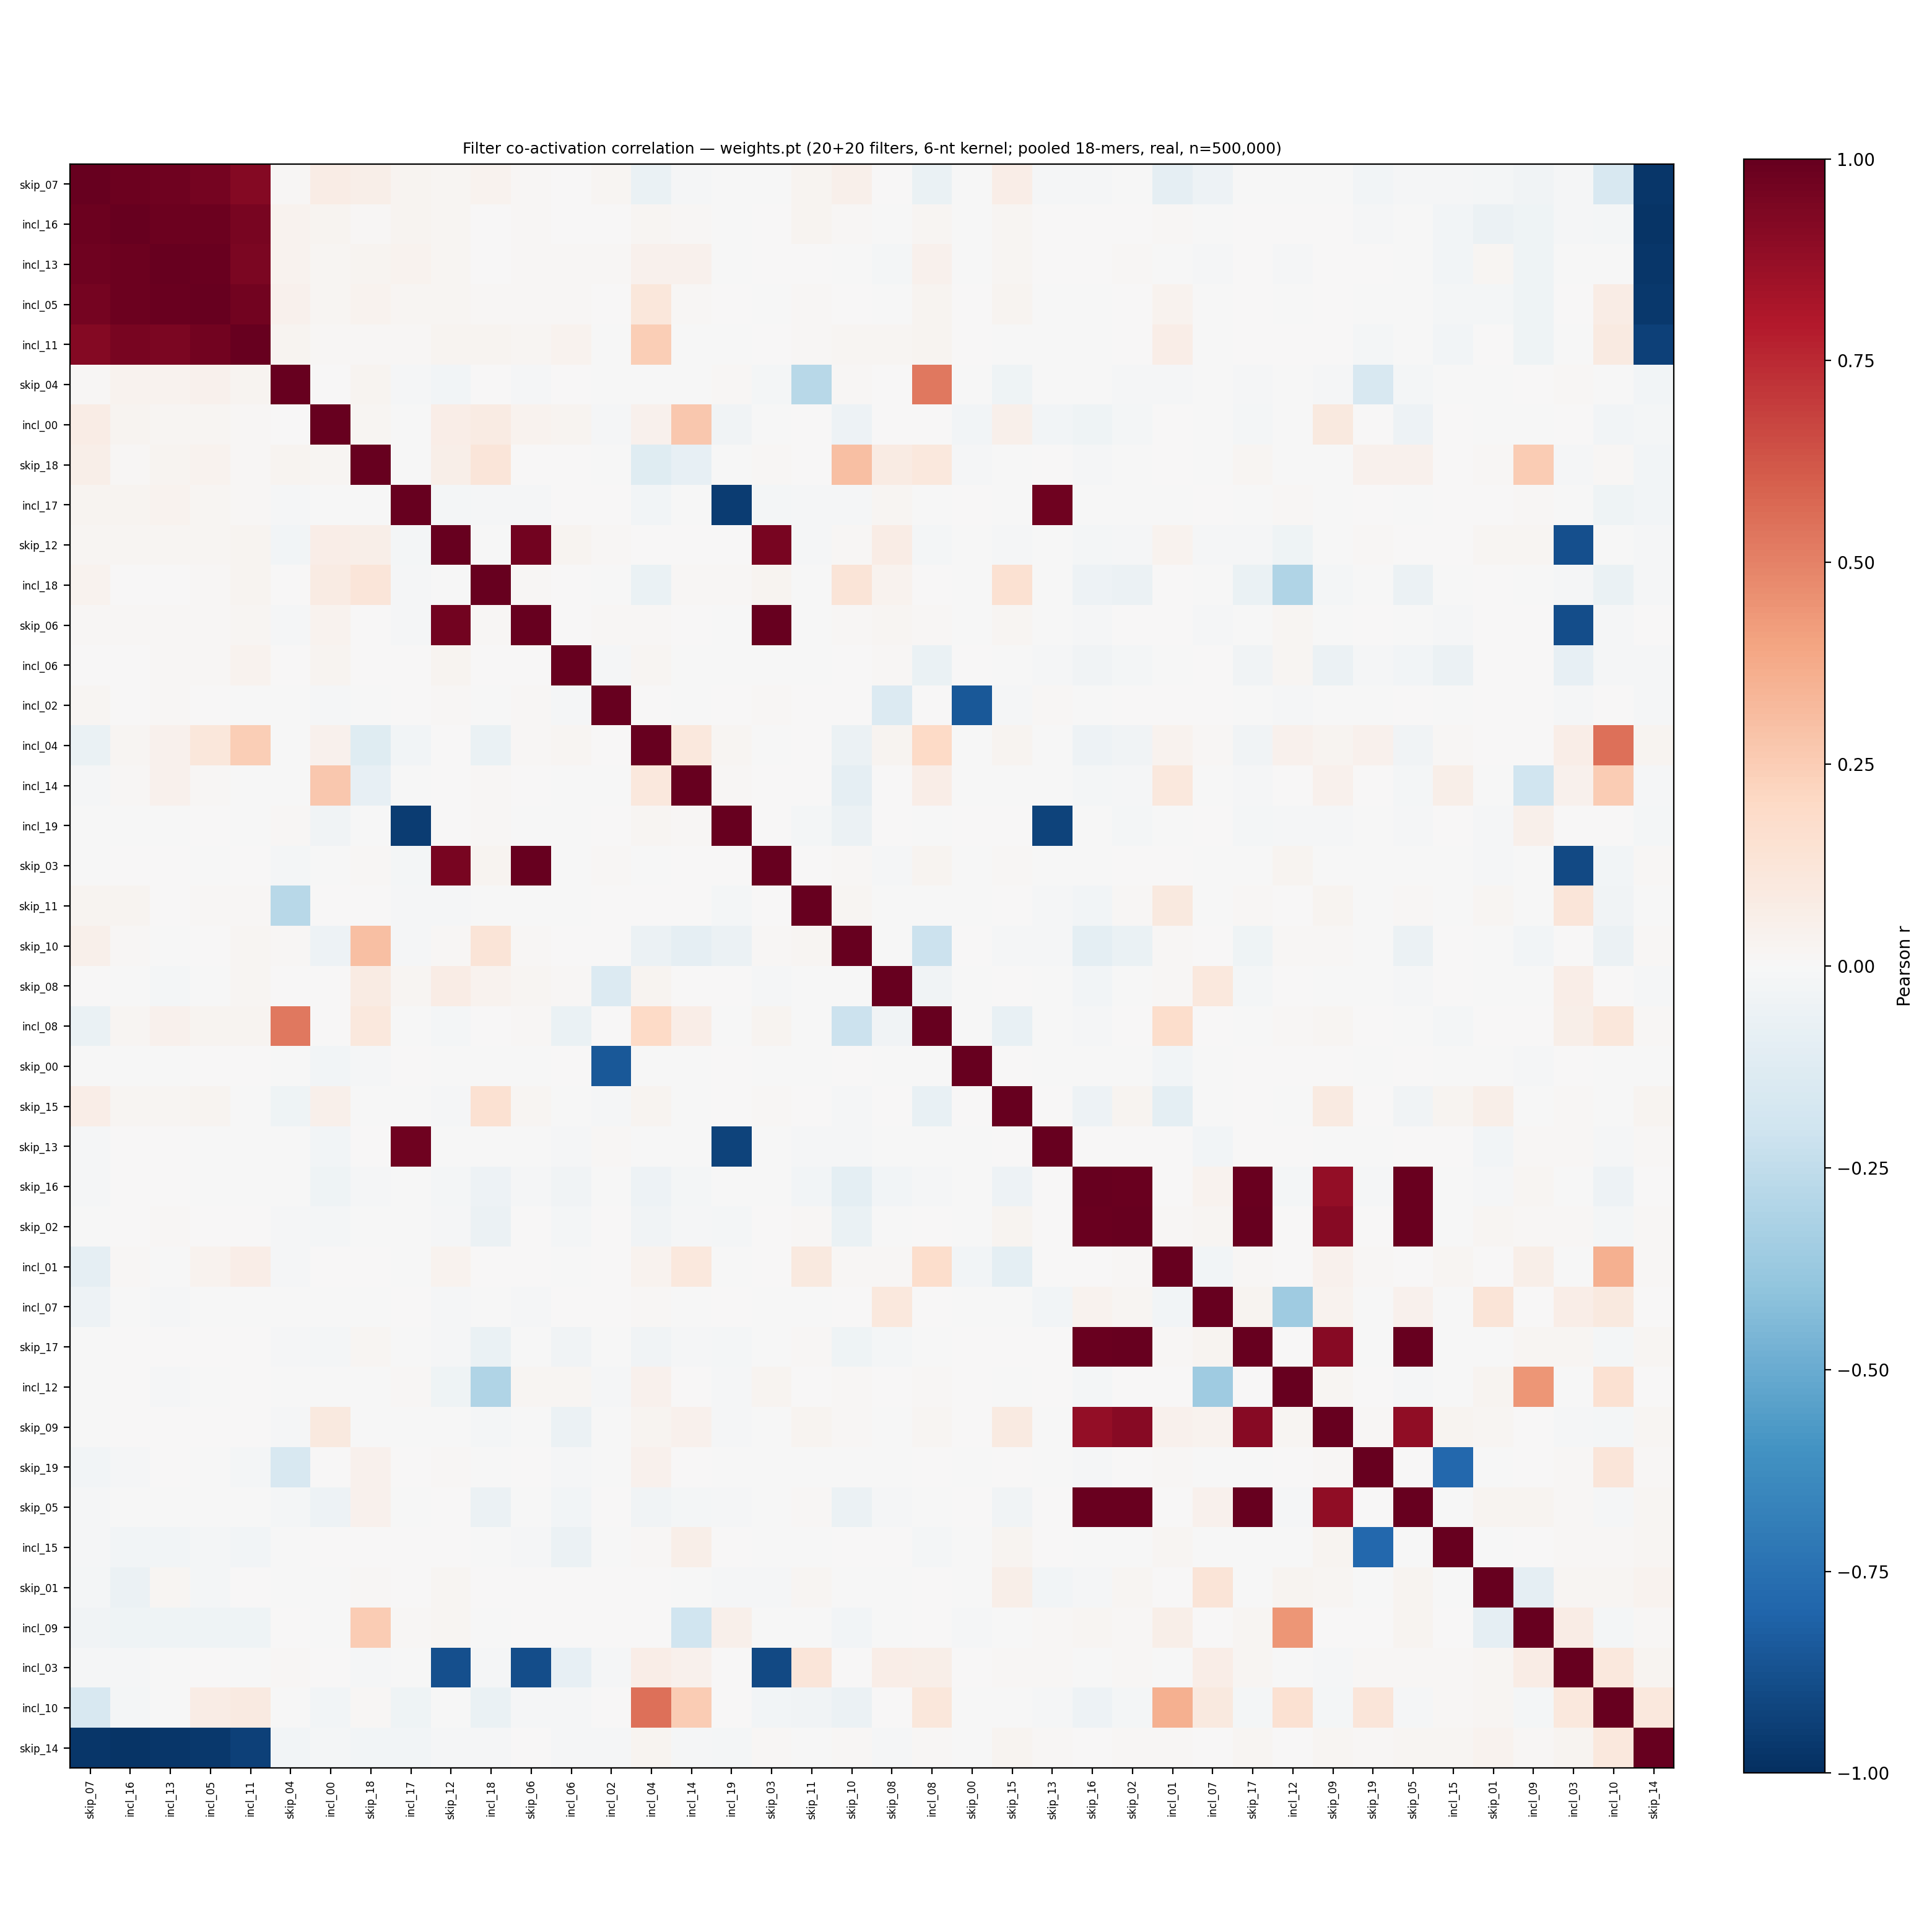 Filter co-activation correlation — weights.pt (20+20 filters, 6-nt kernel; pooled 18-mers, real, n=500,000)
skip_07
incl_16
incl_13
incl_05
incl_11
skip_04
incl_00
skip_18
incl_17
skip_12
incl_18
skip_06
incl_06
incl_02
incl_04
incl_14
incl_19
skip_03
skip_11
skip_10
skip_08
incl_08
skip_00
skip_15
skip_13
skip_16
skip_02
incl_01
incl_07
skip_17
incl_12
skip_09
skip_19
skip_05
incl_15
skip_01
incl_09
incl_03
incl_10
skip_14
skip_07
incl_16
incl_13
incl_05
incl_11
skip_04
incl_00
skip_18
incl_17
skip_12
incl_18
skip_06
incl_06
incl_02
incl_04
incl_14
incl_19
skip_03
skip_11
skip_10
skip_08
incl_08
skip_00
skip_15
skip_13
skip_16
skip_02
incl_01
incl_07
skip_17
incl_12
skip_09
skip_19
skip_05
incl_15
skip_01
incl_09
incl_03
incl_10
skip_14
1.00
0.75
0.50
0.25
0.00
−0.25
−0.50
−0.75
−1.00
Pearson r